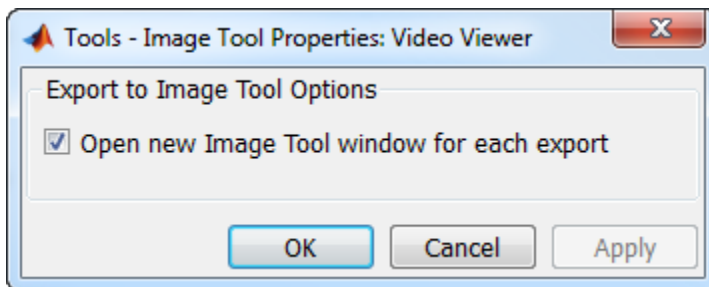 Tools - Image Tool Properties: Video Viewer
Export to Image Tool Options
Open new Image Tool window for each export
OK
Cancel
Apply